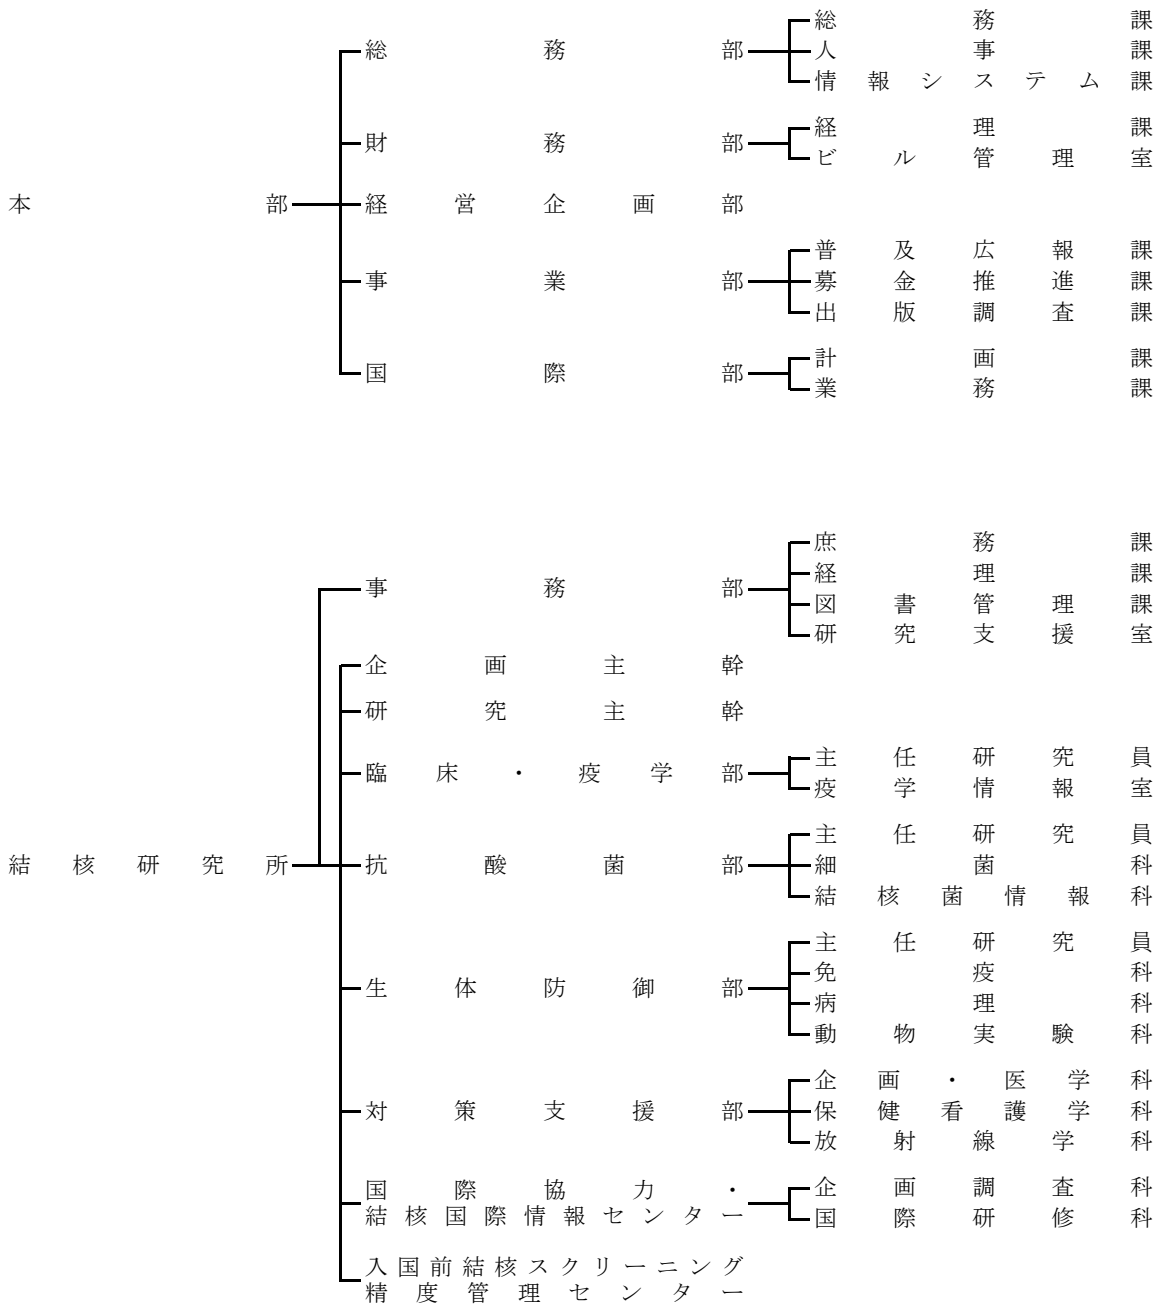 総務課
総務部
人事課
情報システム課
経理課
財務部
ビル管理室
本部
経営企画部
普及広報課
事業部
募金推進課
出版調査課
計画課
国際部
業務課
庶務課
経理課
事務部
図書管理課
研究支援室
企画主幹
研究主幹
主任研究員
臨床・疫学部
疫学情報室
主任研究員
結核研究所
抗酸菌部
細菌科
結核菌情報科
主任研究員
免疫科
生体防御部
病理科
動物実験科
企画・医学科
対策支援部
保健看護学科
放射線学科
国際協力・
結核国際情報センター
企画調査科
国際研修科
入国前結核スクリーニング
精度管理センター